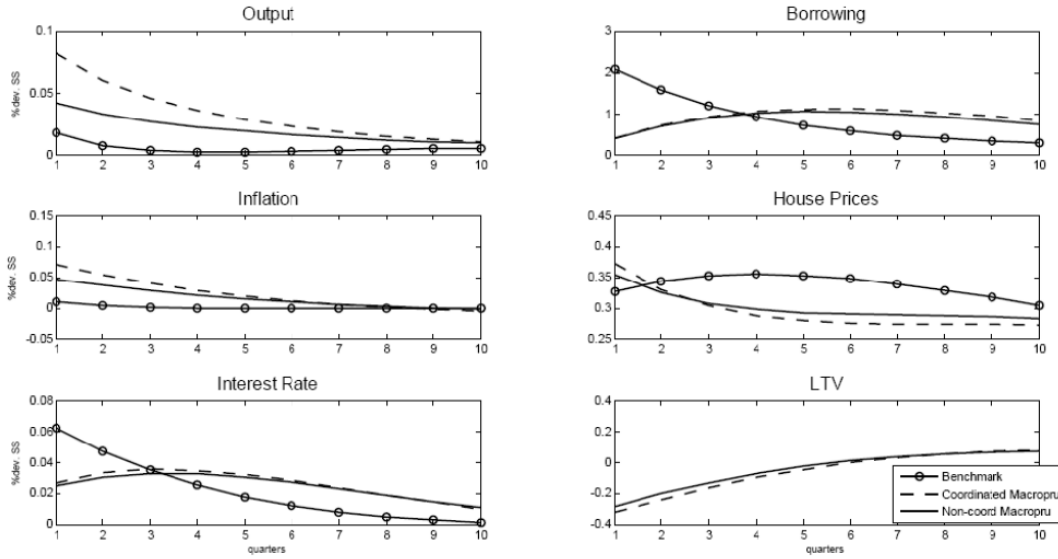 Output
%dev. SS
0.1
0.05
0
1 2 3 4 5 6 7 8 9 10
Borrowing
3
2
1
0
1 2 3 4 5 6 7 8 9 10
Inflation
%dev. SS
0.15
0.1
0.05
0
-0.05
1 2 3 4 5 6 7 8 9 10
House Prices
0.45
0.4
0.35
0.3
0.25
1 2 3 4 5 6 7 8 9 10
Interest Rate
%dev. SS
0.08
0.06
0.04
0.02
0
1 2 3 4 5 6 7 8 9 10
quarters
LTV
0.4
0.2
0
-0.2
-0.4
1 2 3 4 5 6 7 8 9 10
quarters
Benchmark
Coordinated Macropru
Non-coord Macropru